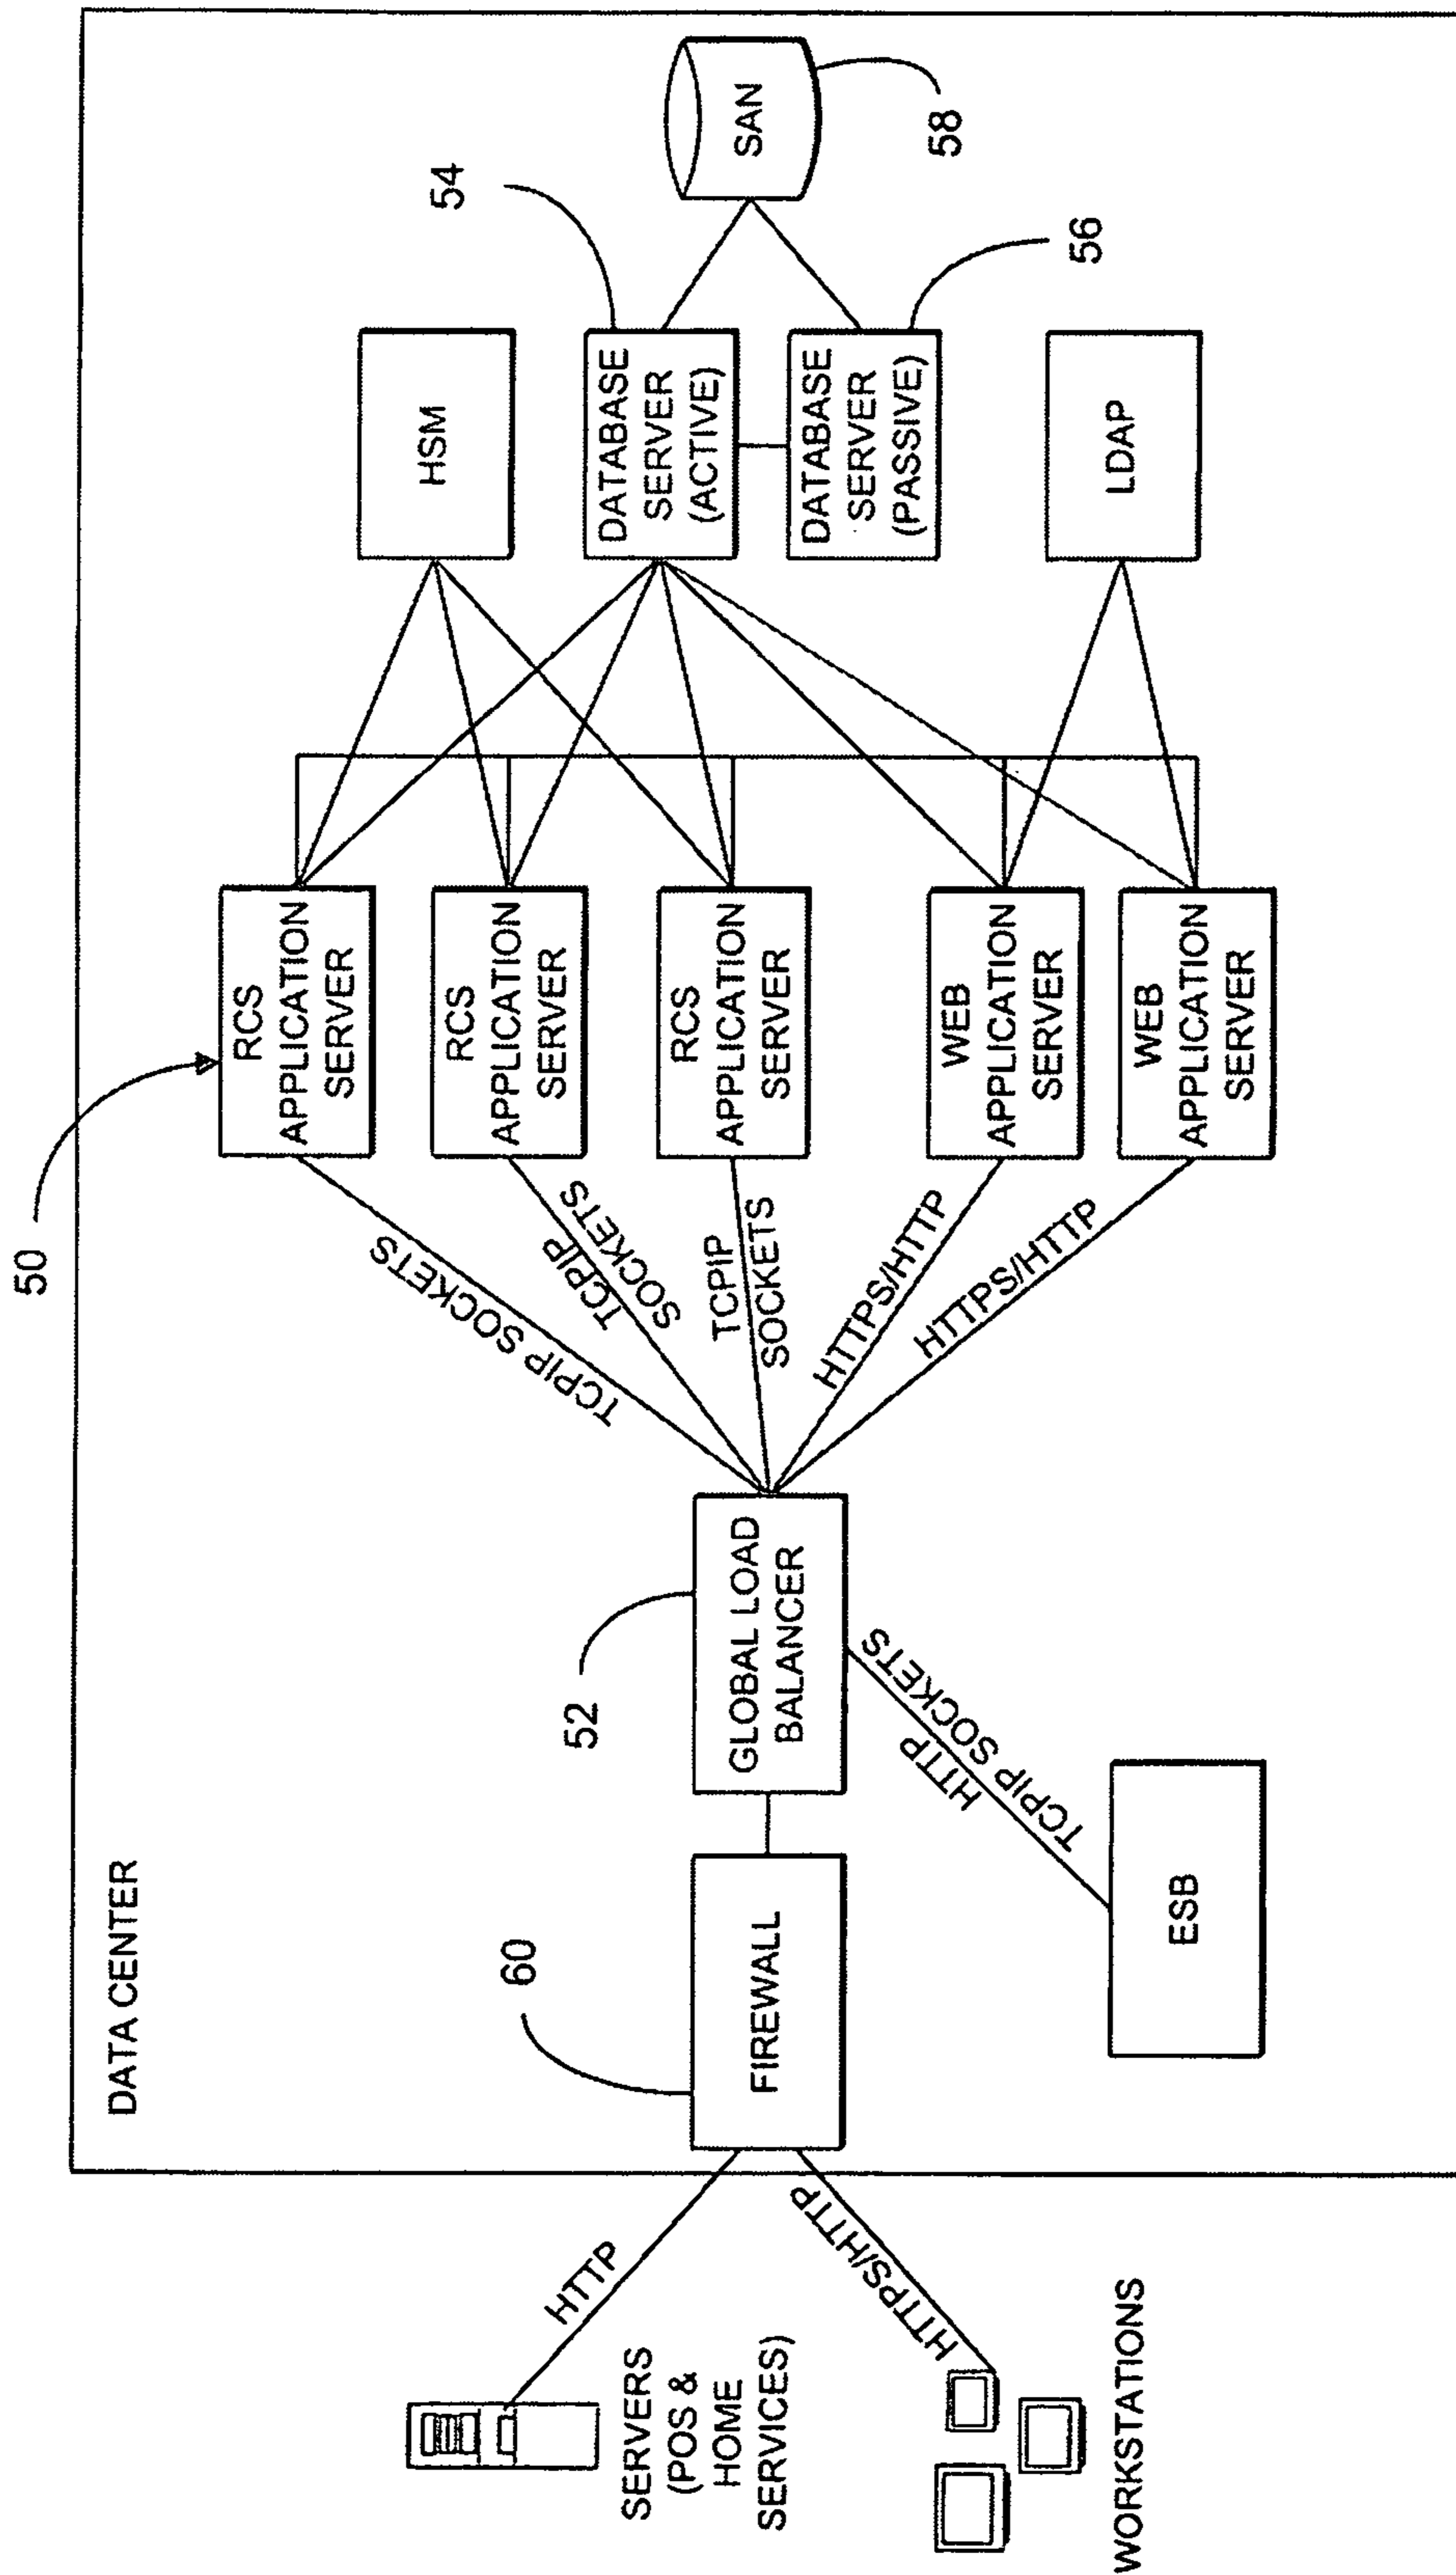 DATA CENTER
SERVERS
(POS &
HOME
SERVICES)
HTTP
WORKSTATIONS
HTTPS/HTTP
60
FIREWALL
52
GLOBAL LOAD
BALANCER
ESB
HTTP
TCPIP SOCKETS
TCPIP SOCKETS
TCPIP
SOCKETS
TCPIP
SOCKETS
HTTPS/HTTP
HTTPS/HTTP
50
RCS
APPLICATION
SERVER
RCS
APPLICATION
SERVER
RCS
APPLICATION
SERVER
WEB
APPLICATION
SERVER
WEB
APPLICATION
SERVER
HSM
54
DATABASE
SERVER
(ACTIVE)
DATABASE
SERVER
(PASSIVE)
56
LDAP
SAN
58